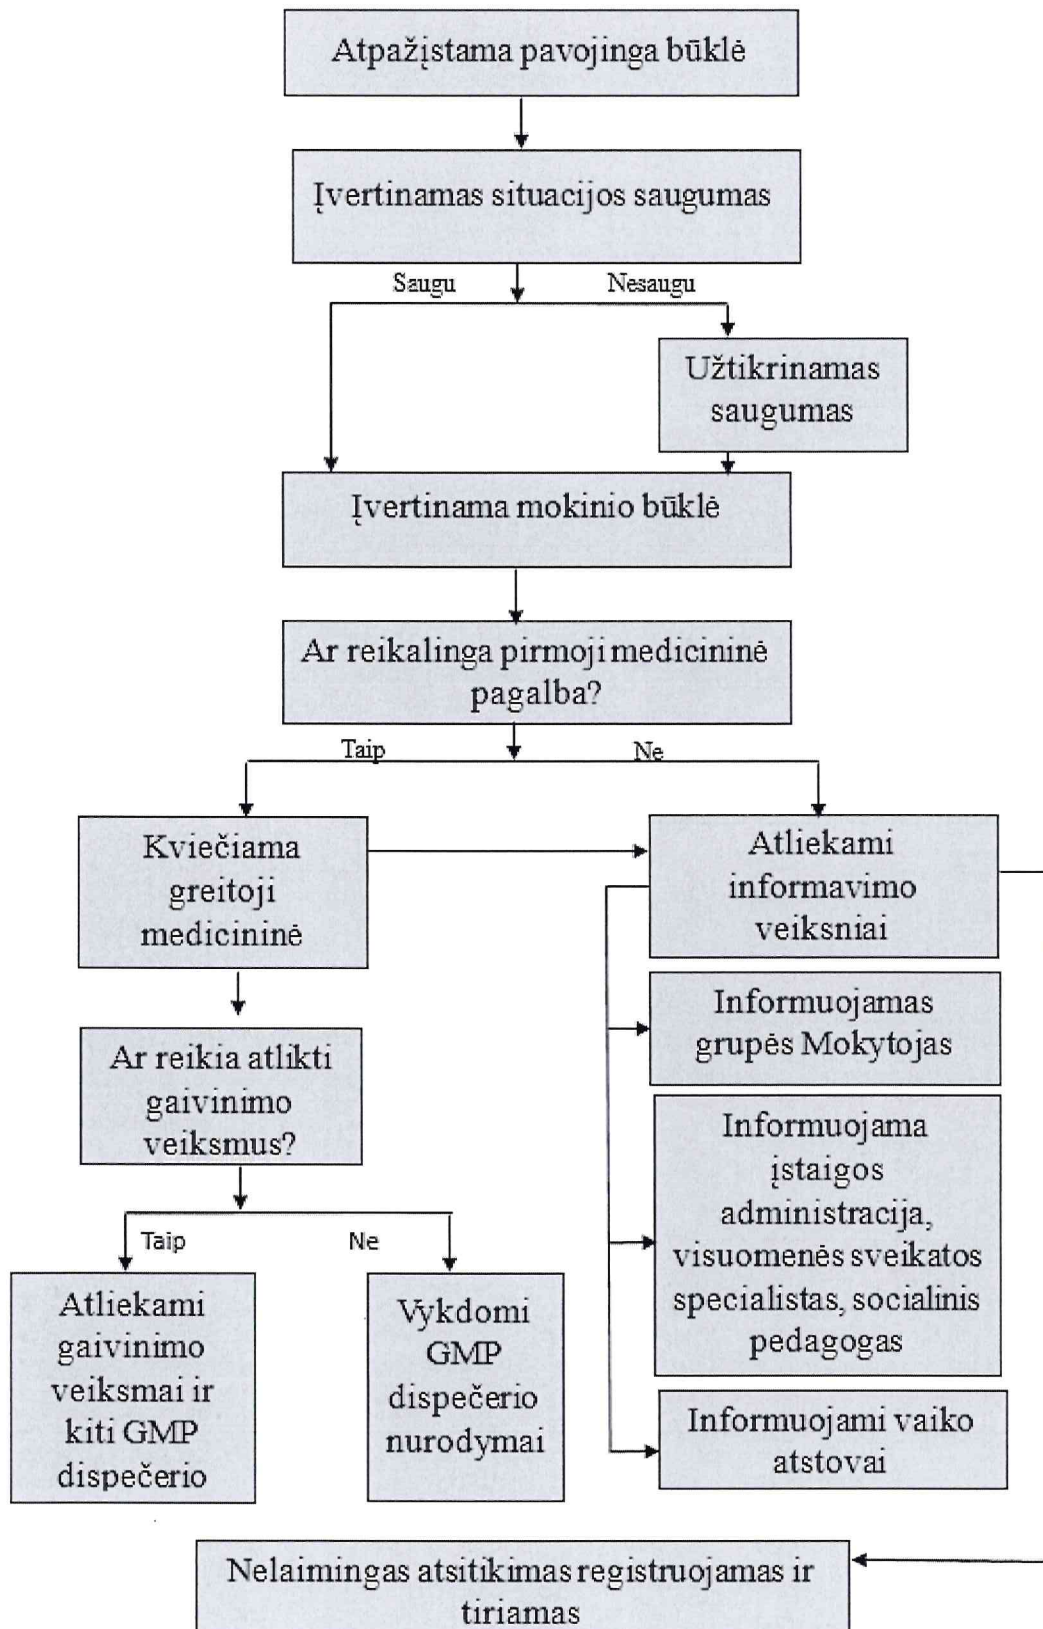 Atpažįstama pavojinga būklė
Įvertinamas situacijos saugumas
Saugu
Nesaugu
Užtikrinamas
saugumas
Įvertinama mokinio būklė
Ar reikalinga pirmoji medicininė
pagalba?
Taip
Ne
Kviečiama
greitoji
medicininė
Atliekami
informavimo
veiksniai
Informuojamas
grupės Mokytojas
Ar reikia atlikti
gaivinimo
veiksmus?
Informuojama
įstaigos
administracija,
visuomenės sveikatos
specialistas, socialinis
pedagogas
Taip
Ne
Atliekami
gaivinimo
veiksmai ir
kiti GMP
dispečerio
Vykdomi
GMP
dispečerio
nurodymai
Informuojami vaiko
atstovai
Nelaimingas atsitikimas registruojamas ir
tiriamas